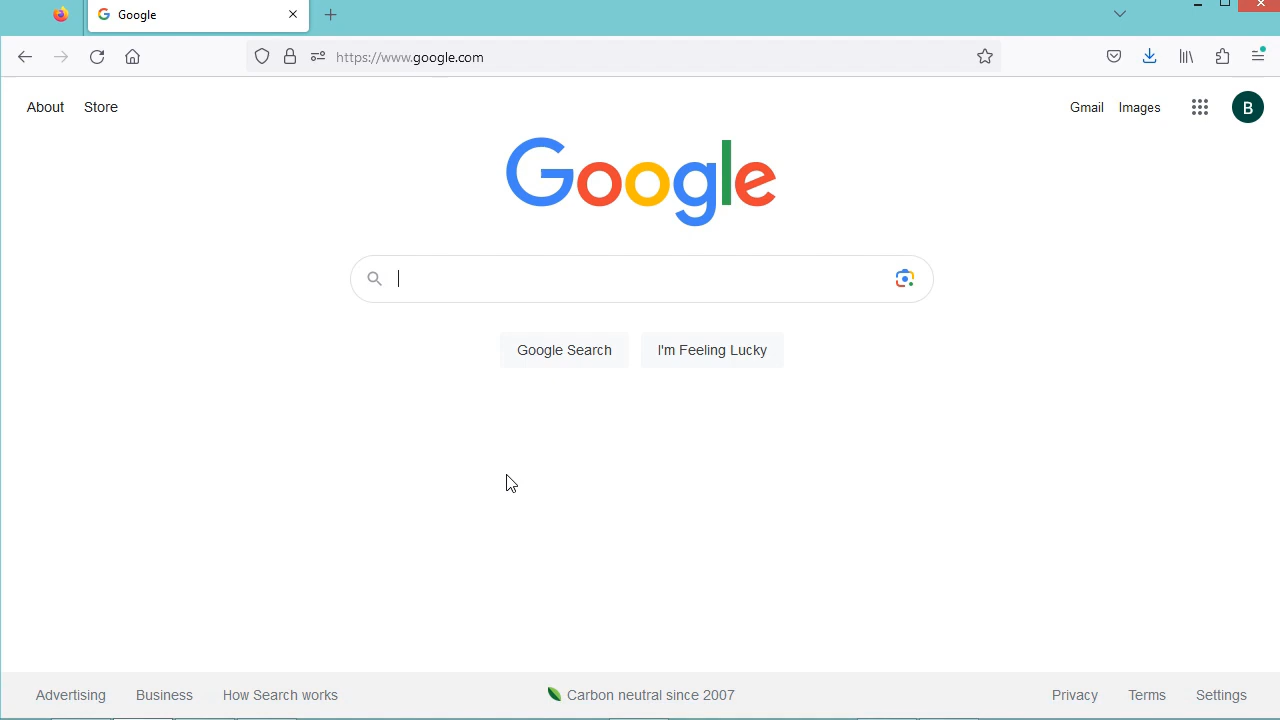 Google
https://www.google.com
About Store
Gmail Images
B
Google
Google Search I'm Feeling Lucky
Advertising Business How Search works
Carbon neutral since 2007
Privacy Terms Settings